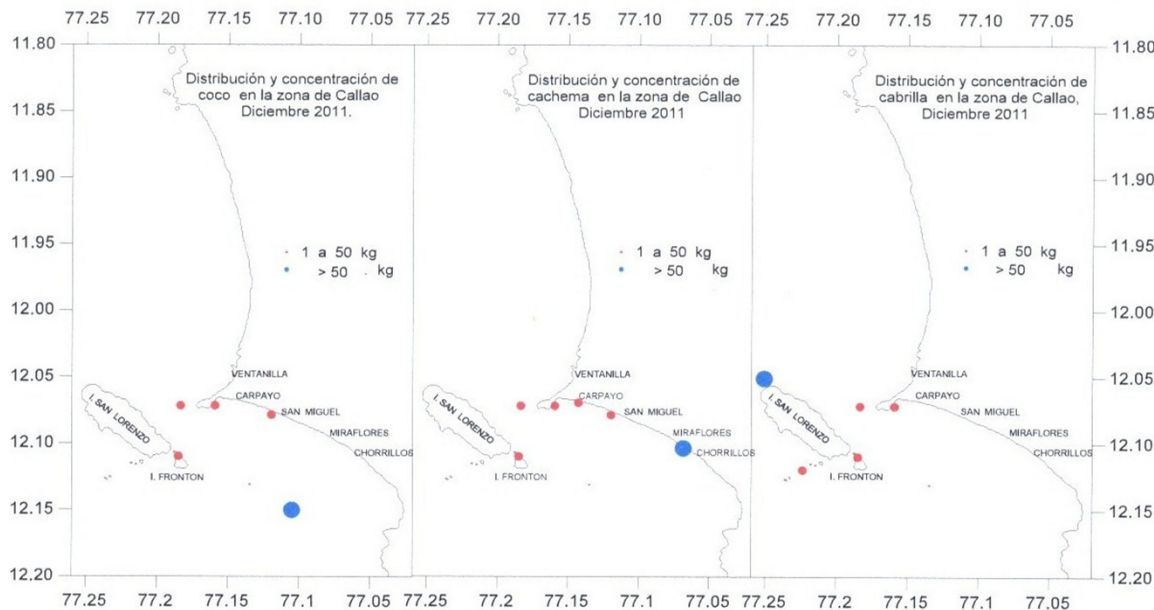 77.25 77.2 77.15 77.1 77.05 77.25 77.2 77.15 77.1 77.05 77.25 77.2 77.15 77.1 77.05
11.80
11.85
11.90
11.95
12.00
12.05
12.10
12.15
12.20
Distribución y concentración de
coco en la zona de Callao
Diciembre 2011.
1 a 50 kg
> 50 . kg
VENTANILLA
CARPAYO
SAN MIGUEL
MIRAFLORES
CHORRILLOS
I. SAN LORENZO
I. FRONTON
Distribución y concentración de
cachema en la zona de Callao
Diciembre 2011
1 a 50 kg
> 50 kg
VENTANILLA
CARPAYO
SAN MIGUEL
MIRAFLORES
CHORRILLOS
I. SAN LORENZO
I. FRONTON
Distribución y concentración de
cabrilla en la zona de Callao,
Diciembre 2011
1 a 50 kg
> 50 kg
VENTANILLA
CARPAYO
SAN MIGUEL
MIRAFLORES
CHORRILLOS
I. SAN LORENZO
I. FRONTON
11.80
11.85
11.90
11.95
12.00
12.05
12.10
12.15
12.20
77.25 77.2 77.15 77.1 77.05 77.25 77.2 77.15 77.1 77.05 77.25 77.2 77.15 77.1 77.05